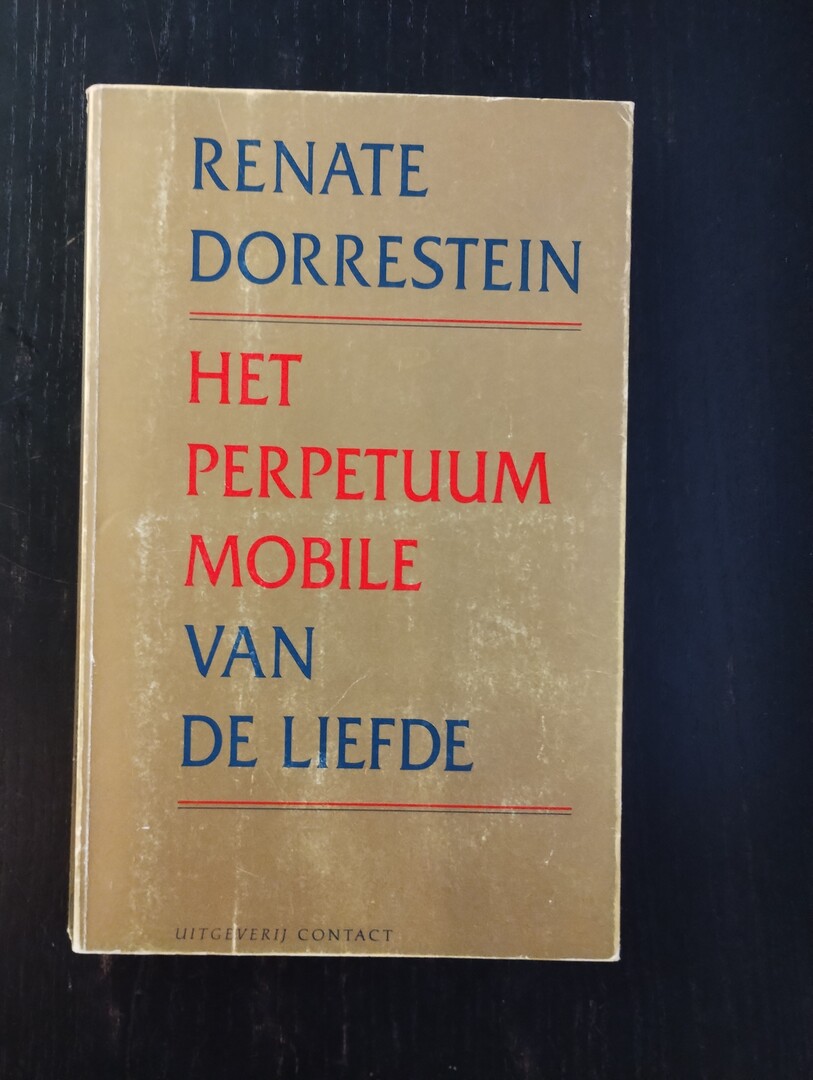 RENATE
DORRESTEIN
HET
PERPETUUM
MOBILE
VAN
DE LIEFDE
UITGEVERIJ CONTACT